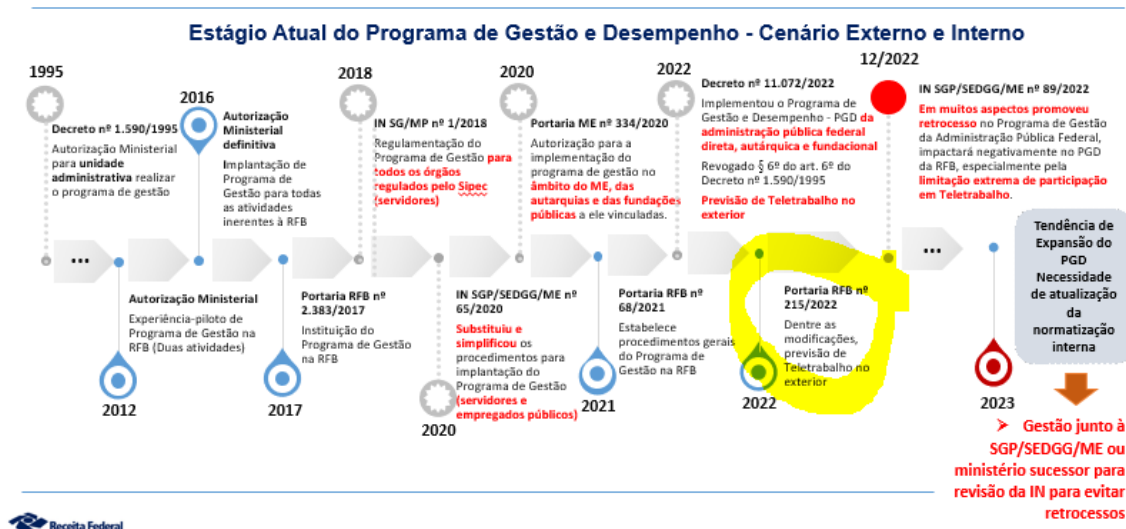 Estágio Atual do Programa de Gestão e Desempenho - Cenário Externo e Interno
1995
Decreto nº 1.590/1995
Autorização Ministerial
para unidade
administrativa realizar
o programa de gestão
2016
Autorização
Ministerial
definitiva
Implantação de
Programa de
Gestão para todas
as atividades
inerentes à RFB
2018
IN SG/MP nº 1/2018
Regulamentação do
Programa de Gestão para
todos os órgãos
regulados pelo Sipec
(servidores)
2020
Portaria ME nº 334/2020
Autorização para a
implementação do
programa de gestão no
âmbito do ME, das
autarquias e das fundações
públicas a ele vinculadas.
2022
Decreto nº 11.072/2022
Implementou o Programa de
Gestão e Desempenho - PGD da
administração pública federal
direta, autárquica e fundacional
Revogado § 6º do art. 6º do
Decreto nº 1.590/1995
Previsão de Teletrabalho no
exterior
12/2022
IN SGP/SEDGG/ME nº 89/2022
Em muitos aspectos promoveu
retrocesso no Programa de Gestão
da Administração Pública Federal,
impactará negativamente no PGD
da RFB, especialmente pela
limitação extrema de participação
em Teletrabalho.
...
...
Autorização Ministerial
Experiência-piloto de
Programa de Gestão na
RFB (Duas atividades)
2012
Portaria RFB nº
2.383/2017
Instituição do
Programa de Gestão
na RFB
2017
IN SGP/SEDGG/ME nº
65/2020
Substituiu e
simplificou os
procedimentos para
implantação do
Programa de Gestão
(servidores e
empregados públicos)
2020
Portaria RFB nº
68/2021
Estabelece
procedimentos gerais
do Programa de
Gestão na RFB
2021
Portaria RFB nº
215/2022
Dentre as
modificações,
previsão de
Teletrabalho no
exterior
2022
2023
Tendência de
Expansão do
PGD
Necessidade
de atualização
da
normatização
interna
➤ Gestão junto à
SGP/SEDGG/ME ou
ministério sucessor para
revisão da IN para evitar
retrocessos
Receita Federal